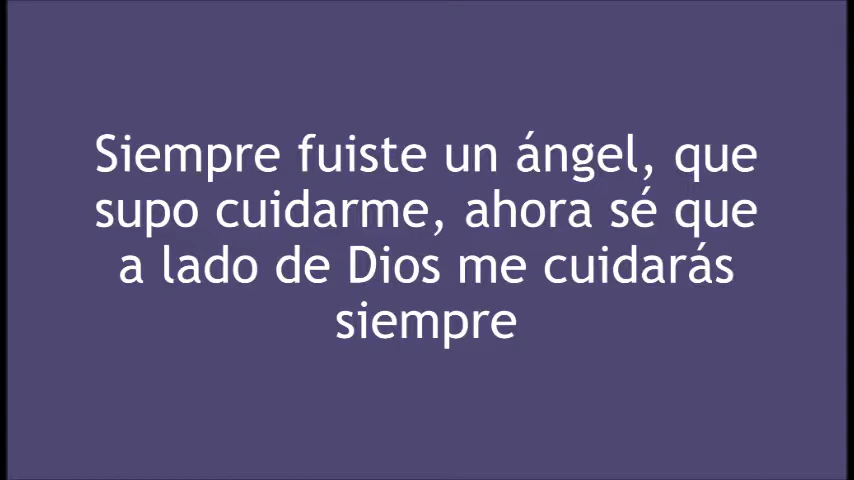 Siempre fuiste un ángel, que
supo cuidarme, ahora sé que
a lado de Dios me cuidarás
siempre